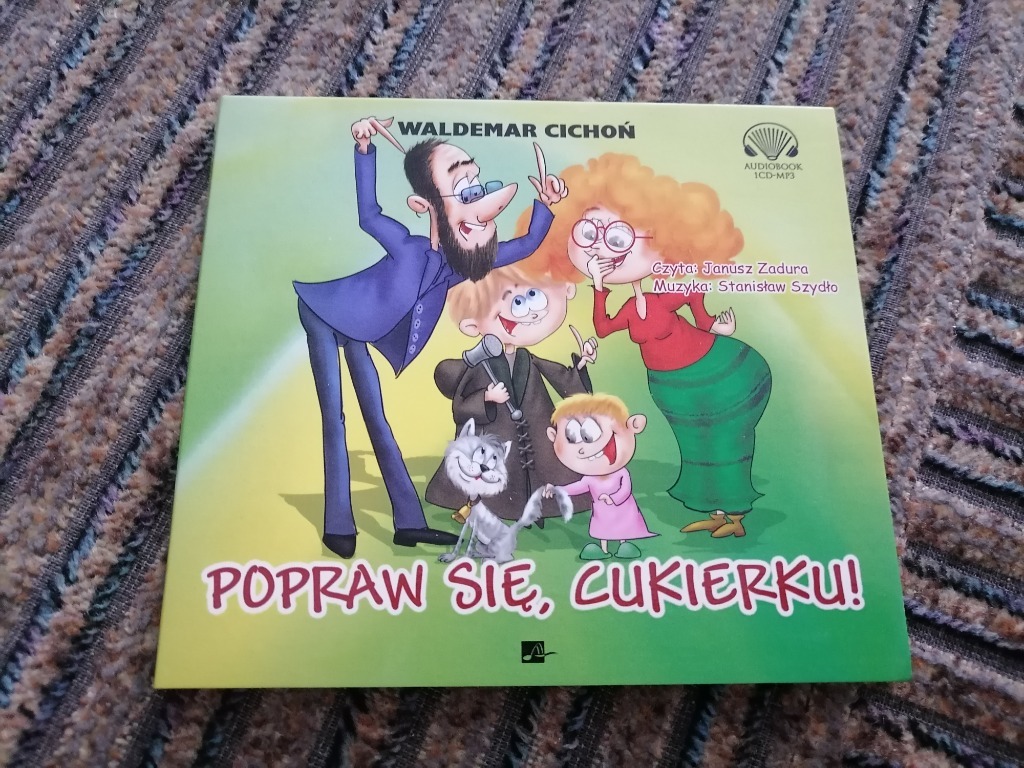 WALDEMAR CICHOŃ
AUDIOBOOK
1CD-MP3
Czyta: Janusz Zadura
Muzyka: Stanisław Szydło
POPRAW SIĘ, CUKIERKU!